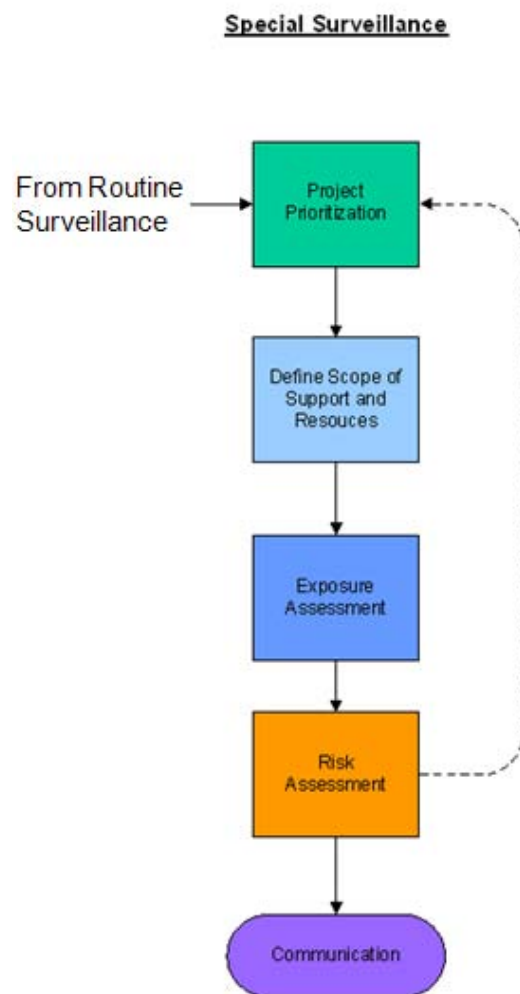 Special Surveillance
From Routine
Surveillance
Project
Prioritization
Define Scope of
Support and
Resouces
Exposure
Assessment
Risk
Assessment
Communication